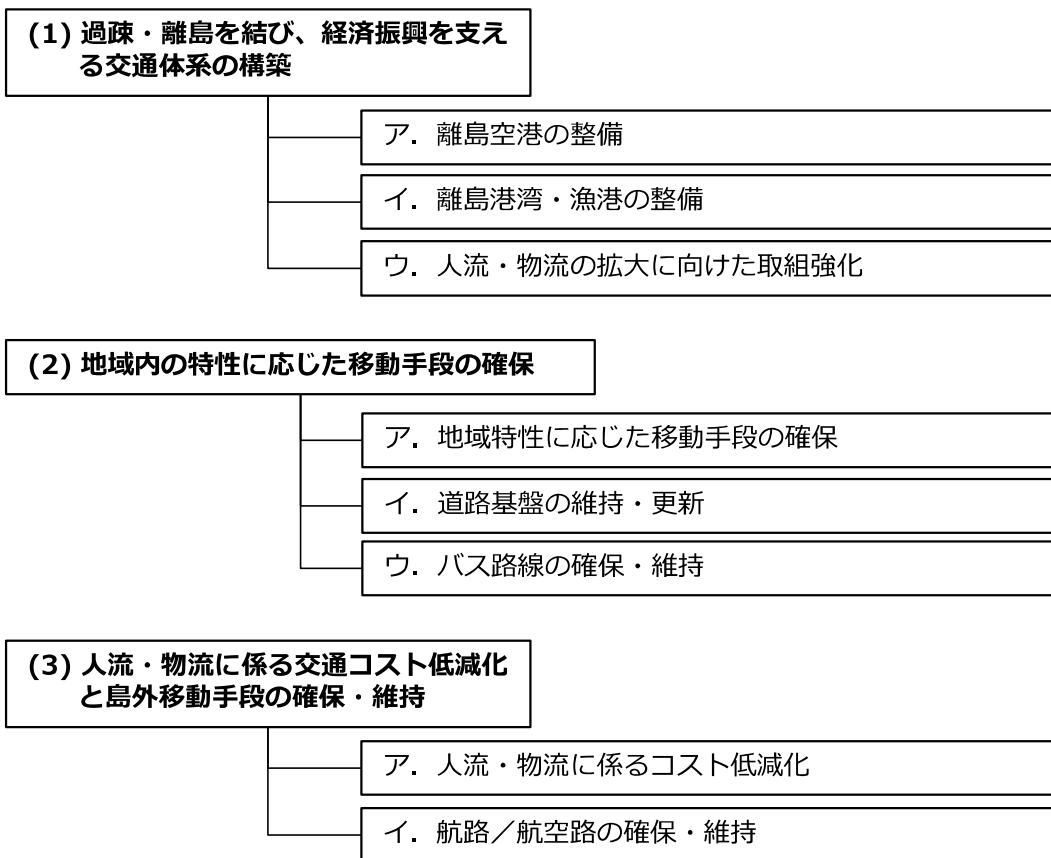 (1) 過疎・離島を結び、経済振興を支え
る交通体系の構築
ア．離島空港の整備
イ．離島港湾・漁港の整備
ウ．人流・物流の拡大に向けた取組強化
(2) 地域内の特性に応じた移動手段の確保
ア．地域特性に応じた移動手段の確保
イ．道路基盤の維持・更新
ウ．バス路線の確保・維持
(3) 人流・物流に係る交通コスト低減化
と島外移動手段の確保・維持
ア．人流・物流に係るコスト低減化
イ．航路／航空路の確保・維持